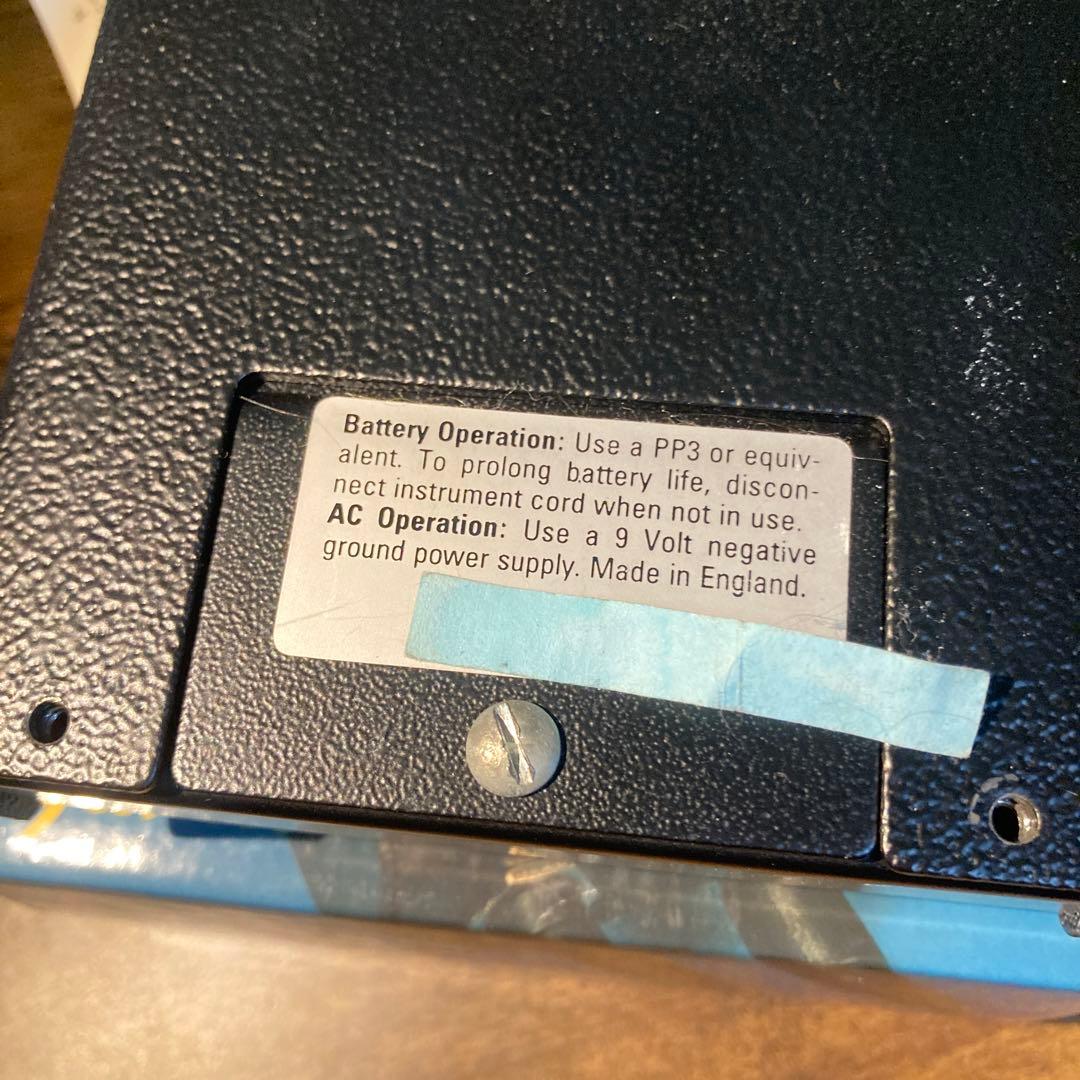 Battery Operation: Use a PP3 or equiv-
alent. To prolong battery life, discon-
nect instrument cord when not in use.
AC Operation: Use a 9 Volt negative
ground power supply. Made in England.